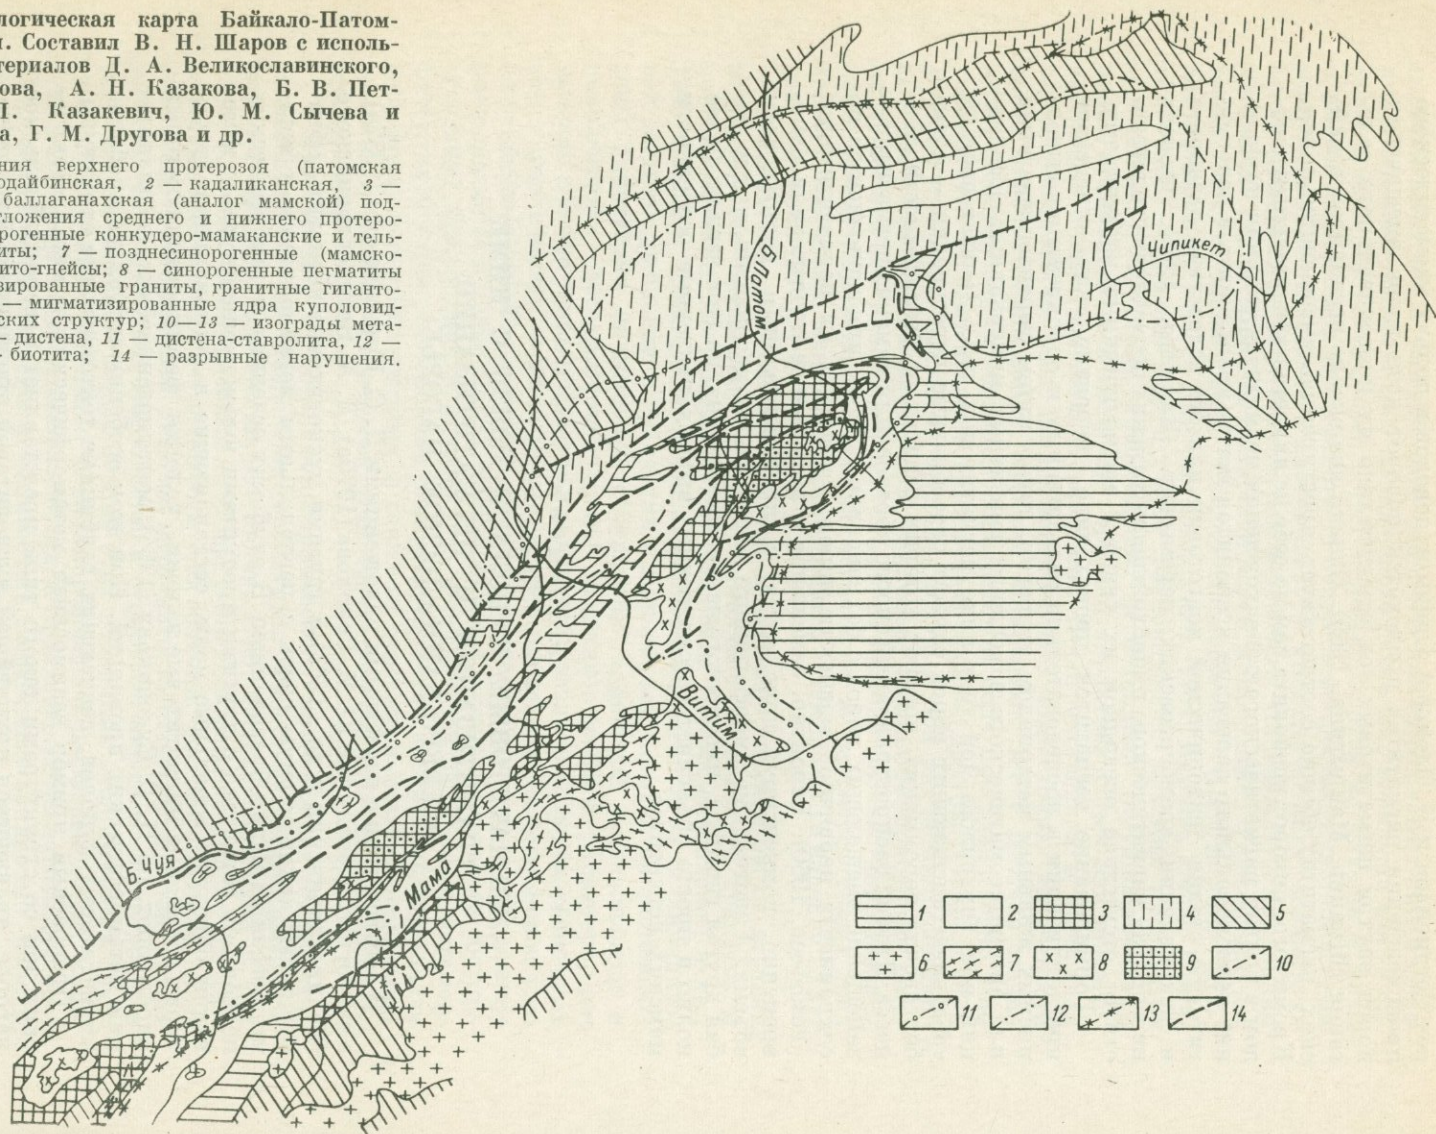 логическая карта Байкало-Патом-
. Составил В. Н. Шаров с исполь-
териалов Д. А. Великославинского,
ова, А. Н. Казакова, Б. В. Пет-
П. Казакевич, Ю. М. Сычева и
а, Г. М. Другова и др.
ния верхнего протерозоя (патомская
одайбинская, 2 — кадаликанская, 3 —
баллаганахская (аналог мамской) под-
тложения среднего и нижнего протеро-
рогенные конкудеро-мамаканские и тель-
иты; 7 — позднесинорогенные (мамско-
ито-гнейсы; 8 — синорогенные пегматиты
зированные граниты, гранитные гиганто-
— мигматизированные ядра куполовид-
ских структур; 10—13 — изограды мета-
— дистена, 11 — дистена-ставролита, 12 —
биотита; 14 — разрывные нарушения.
Б. Патом
Чипикет
Витим
Б. Чуя
Мама
1 2 3 4 5
6 7 8 9 10
11 12 13 14